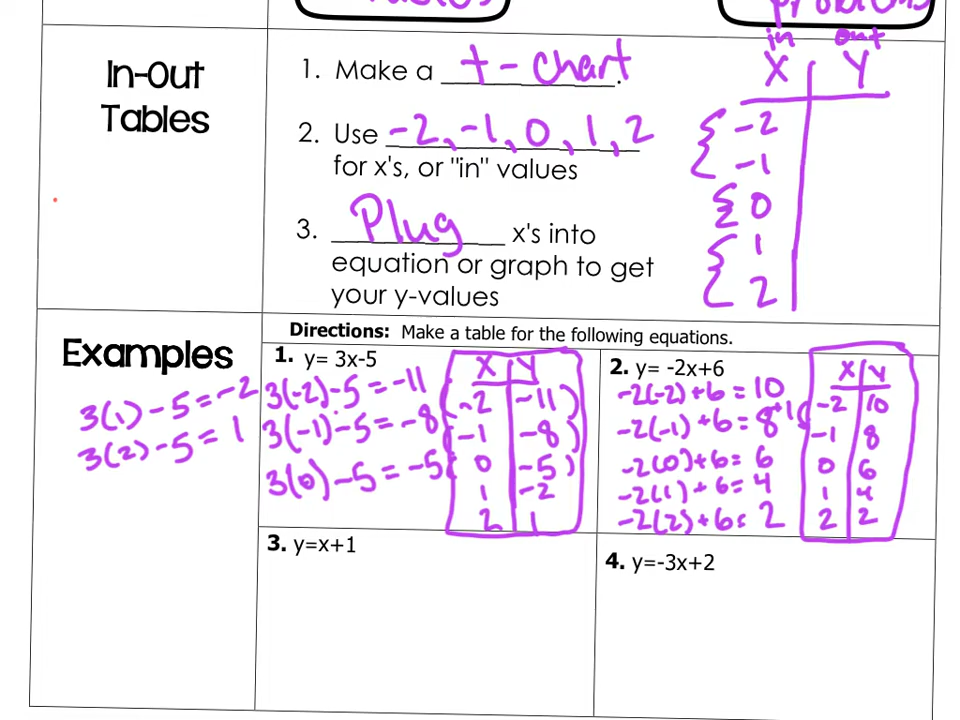 in out
X Y
In-Out
Tables
1. Make a t-chart.
2. Use -2, -1, 0, 1, 2
for x's, or "in" values
3. Plug x's into
equation or graph to get
your y-values
-2
-1
0
1
2
Examples
3(1)-5=-2
3(2)-5=1
Directions: Make a table for the following equations.
1. y= 3x-5
3(-2)-5=-11
3(-1)-5=-8
3(0)-5=-5
X Y
-2 -11
-1 -8
0 -5
1 -2
2 1
2. y= -2x+6
-2(-2)+6=10
-2(-1)+6=8
-2(0)+6=6
-2(1)+6=4
-2(2)+6=2
X Y
-2 10
-1 8
0 6
1 4
2 2
3. y=x+1
4. y=-3x+2